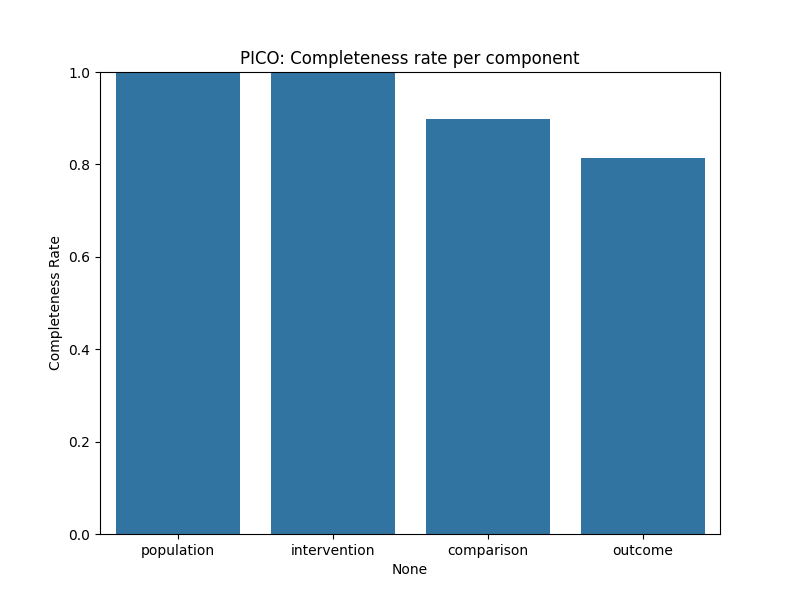 PICO: Completeness rate per component
1.0
0.8
0.6
0.4
0.2
0.0
Completeness Rate
population intervention comparison outcome
None